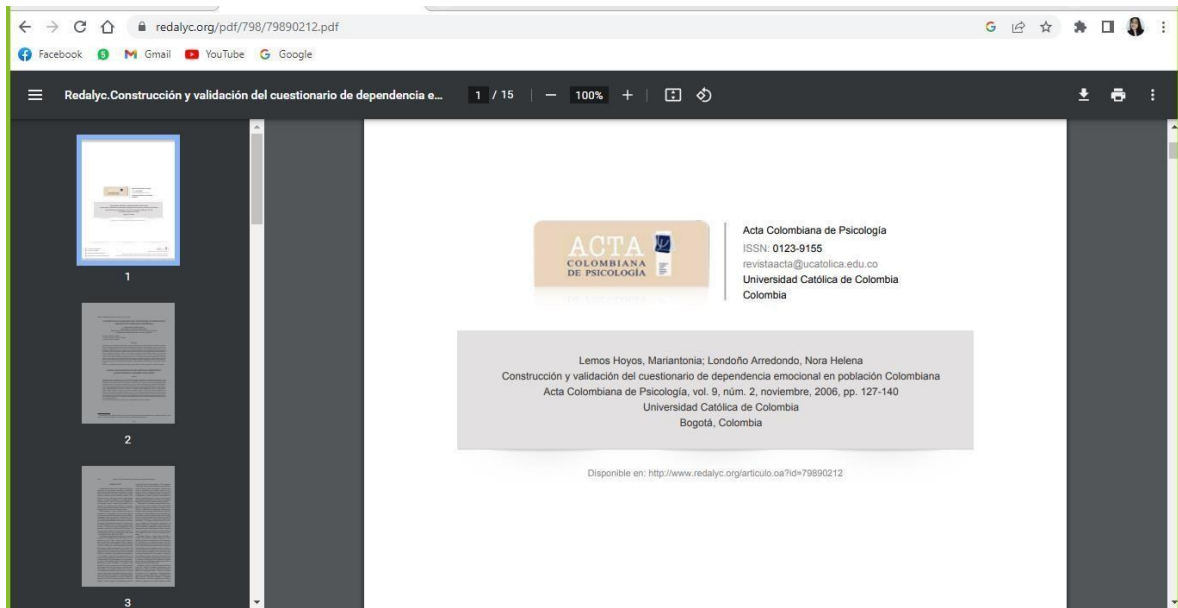 redalyc.org/pdf/798/79890212.pdf
Facebook S Gmail YouTube Google
Redalyc.Construcción y validación del cuestionario de dependencia e... 1 / 15 | — 100% + |
ACTA
COLOMBIANA
DE PSICOLOGÍA
Acta Colombiana de Psicología
ISSN: 0123-9155
revistaacta@ucatolica.edu.co
Universidad Católica de Colombia
Colombia
Lemos Hoyos, Mariantonia; Londoño Arredondo, Nora Helena
Construcción y validación del cuestionario de dependencia emocional en población Colombiana
Acta Colombiana de Psicología, vol. 9, núm. 2, noviembre, 2006, pp. 127-140
Universidad Católica de Colombia
Bogotá, Colombia
Disponible en: http://www.redalyc.org/articulo.oa?id=79890212
1
2
3